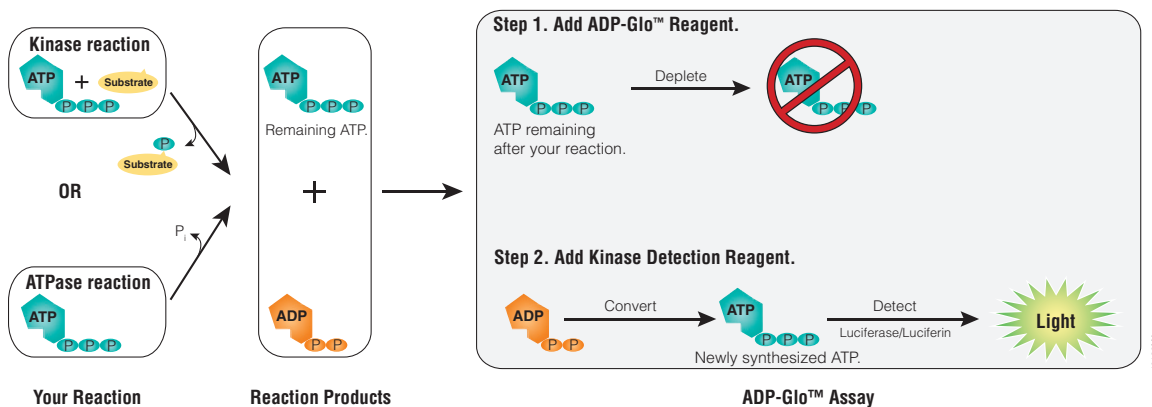 Kinase reaction
ATP + Substrate
P P P
P
Substrate
OR
P i
ATPase reaction
ATP
P P P
Your Reaction
ATP
P P P
Remaining ATP.
+
ADP
P P
Reaction Products
Step 1. Add ADP-Glo™ Reagent.
ATP
P P P
ATP remaining
after your reaction.
Deplete
ATP
P P P
Step 2. Add Kinase Detection Reagent.
ADP
P P
Convert
ATP
P P P
Newly synthesized ATP.
Detect
Luciferase/Luciferin
Light
ADP-Glo™ Assay